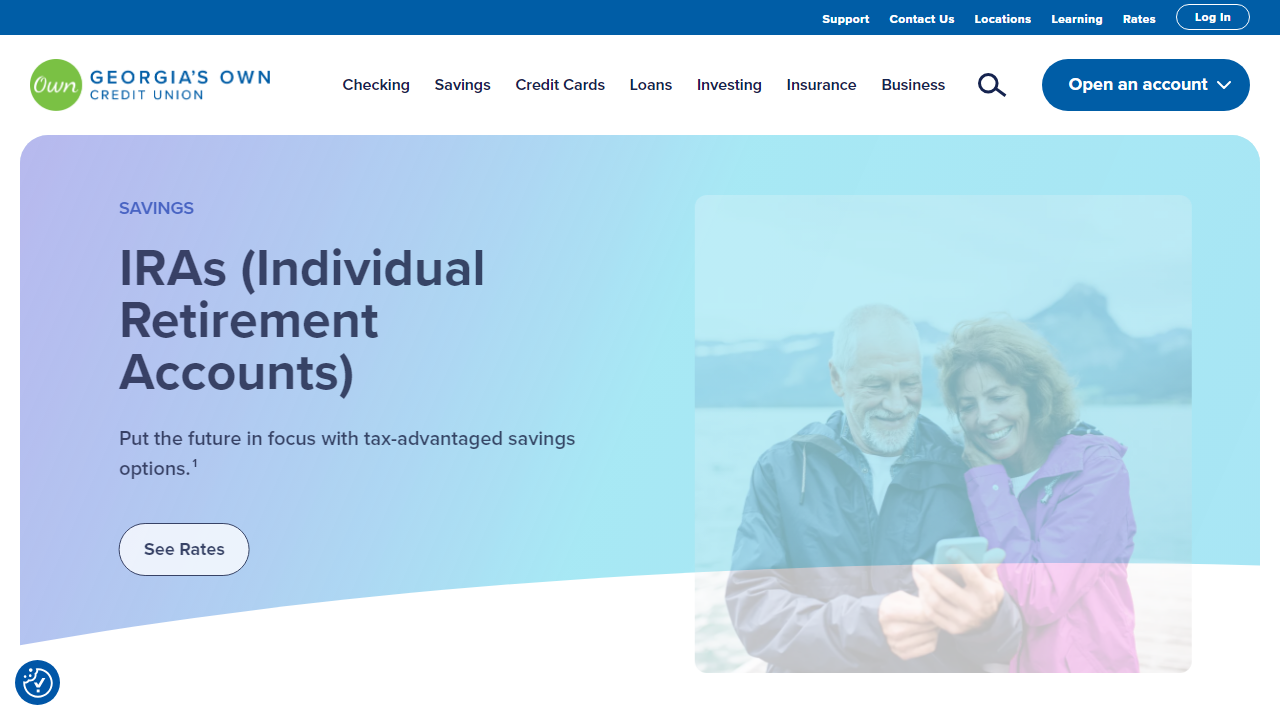 Support Contact Us Locations Learning Rates Log In
Own GEORGIA'S OWN
CREDIT UNION
Checking Savings Credit Cards Loans Investing Insurance Business Open an account
SAVINGS
IRAs (Individual
Retirement
Accounts)
Put the future in focus with tax-advantaged savings
options.¹
See Rates